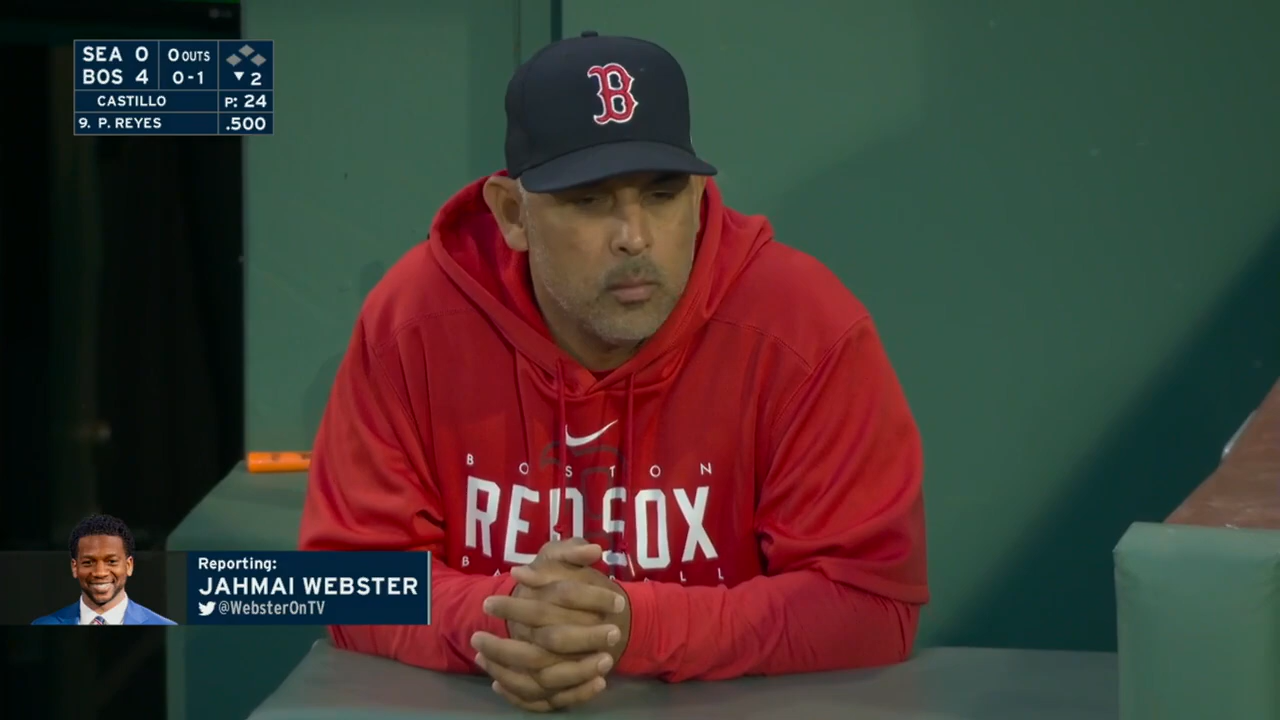 SEA 0 0 OUTS
BOS 4 0-1 ▼ 2
CASTILLO P: 24
9. P. REYES .500
B
BOSTON
RED SOX
BASEBALL
Reporting:
JAHMAI WEBSTER
@WebsterOnTV